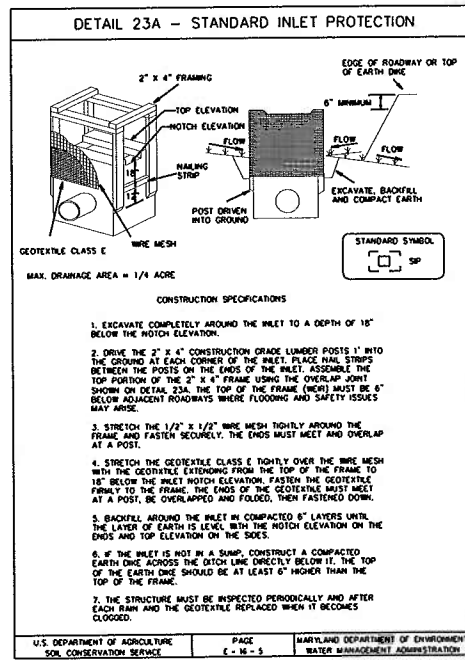 DETAIL 23A - STANDARD INLET PROTECTION
EDGE OF ROADWAY OR TOP
OF EARTH DIKE
2" X 4" FRAMING
6" MINIMUM
TOP ELEVATION
NOTCH ELEVATION
FLOW
FLOW
FLOW
NAILING
STRIP
18"
12"
EXCAVATE, BACKFILL
AND COMPACT EARTH
POST DRIVEN
INTO GROUND
WIRE MESH
GEOTEXTILE CLASS E
STANDARD SYMBOL
SIP
MAX. DRAINAGE AREA = 1/4 ACRE
CONSTRUCTION SPECIFICATIONS
1. EXCAVATE COMPLETELY AROUND THE INLET TO A DEPTH OF 18"
BELOW THE NOTCH ELEVATION.
2. DRIVE THE 2" X 4" CONSTRUCTION GRADE LUMBER POSTS 1' INTO
THE GROUND AT EACH CORNER OF THE INLET. PLACE NAIL STRIPS
BETWEEN THE POSTS ON THE ENDS OF THE INLET. ASSEMBLE THE
TOP PORTION OF THE 2" X 4" FRAME USING THE OVERLAP JOINT
SHOWN ON DETAIL 23A. THE TOP OF THE FRAME (WEIR) MUST BE 6"
BELOW ADJACENT ROADWAYS WHERE FLOODING AND SAFETY ISSUES
MAY ARISE.
3. STRETCH THE 1/2" X 1/2" WIRE MESH TIGHTLY AROUND THE
FRAME AND FASTEN SECURELY. THE ENDS MUST MEET AND OVERLAP
AT A POST.
4. STRETCH THE GEOTEXTILE CLASS E TIGHTLY OVER THE WIRE MESH
WITH THE GEOTEXTILE EXTENDING FROM THE TOP OF THE FRAME TO
18" BELOW THE INLET NOTCH ELEVATION. FASTEN THE GEOTEXTILE
FIRMLY TO THE FRAME. THE ENDS OF THE GEOTEXTILE MUST MEET
AT A POST, BE OVERLAPPED AND FOLDED, THEN FASTENED DOWN.
5. BACKFILL AROUND THE INLET IN COMPACTED 6" LAYERS UNTIL
THE LAYER OF EARTH IS LEVEL WITH THE NOTCH ELEVATION ON THE
ENDS AND TOP ELEVATION ON THE SIDES.
6. IF THE INLET IS NOT IN A SUMP, CONSTRUCT A COMPACTED
EARTH DIKE ACROSS THE DITCH LINE DIRECTLY BELOW IT. THE TOP
OF THE EARTH DIKE SHOULD BE AT LEAST 6" HIGHER THAN THE
TOP OF THE FRAME.
7. THE STRUCTURE MUST BE INSPECTED PERIODICALLY AND AFTER
EACH RAIN AND THE GEOTEXTILE REPLACED WHEN IT BECOMES
CLOGGED.
U.S. DEPARTMENT OF AGRICULTURE
SOIL CONSERVATION SERVICE
PAGE
E - 16 - 5
MARYLAND DEPARTMENT OF ENVIRONMENT
WATER MANAGEMENT ADMINISTRATION